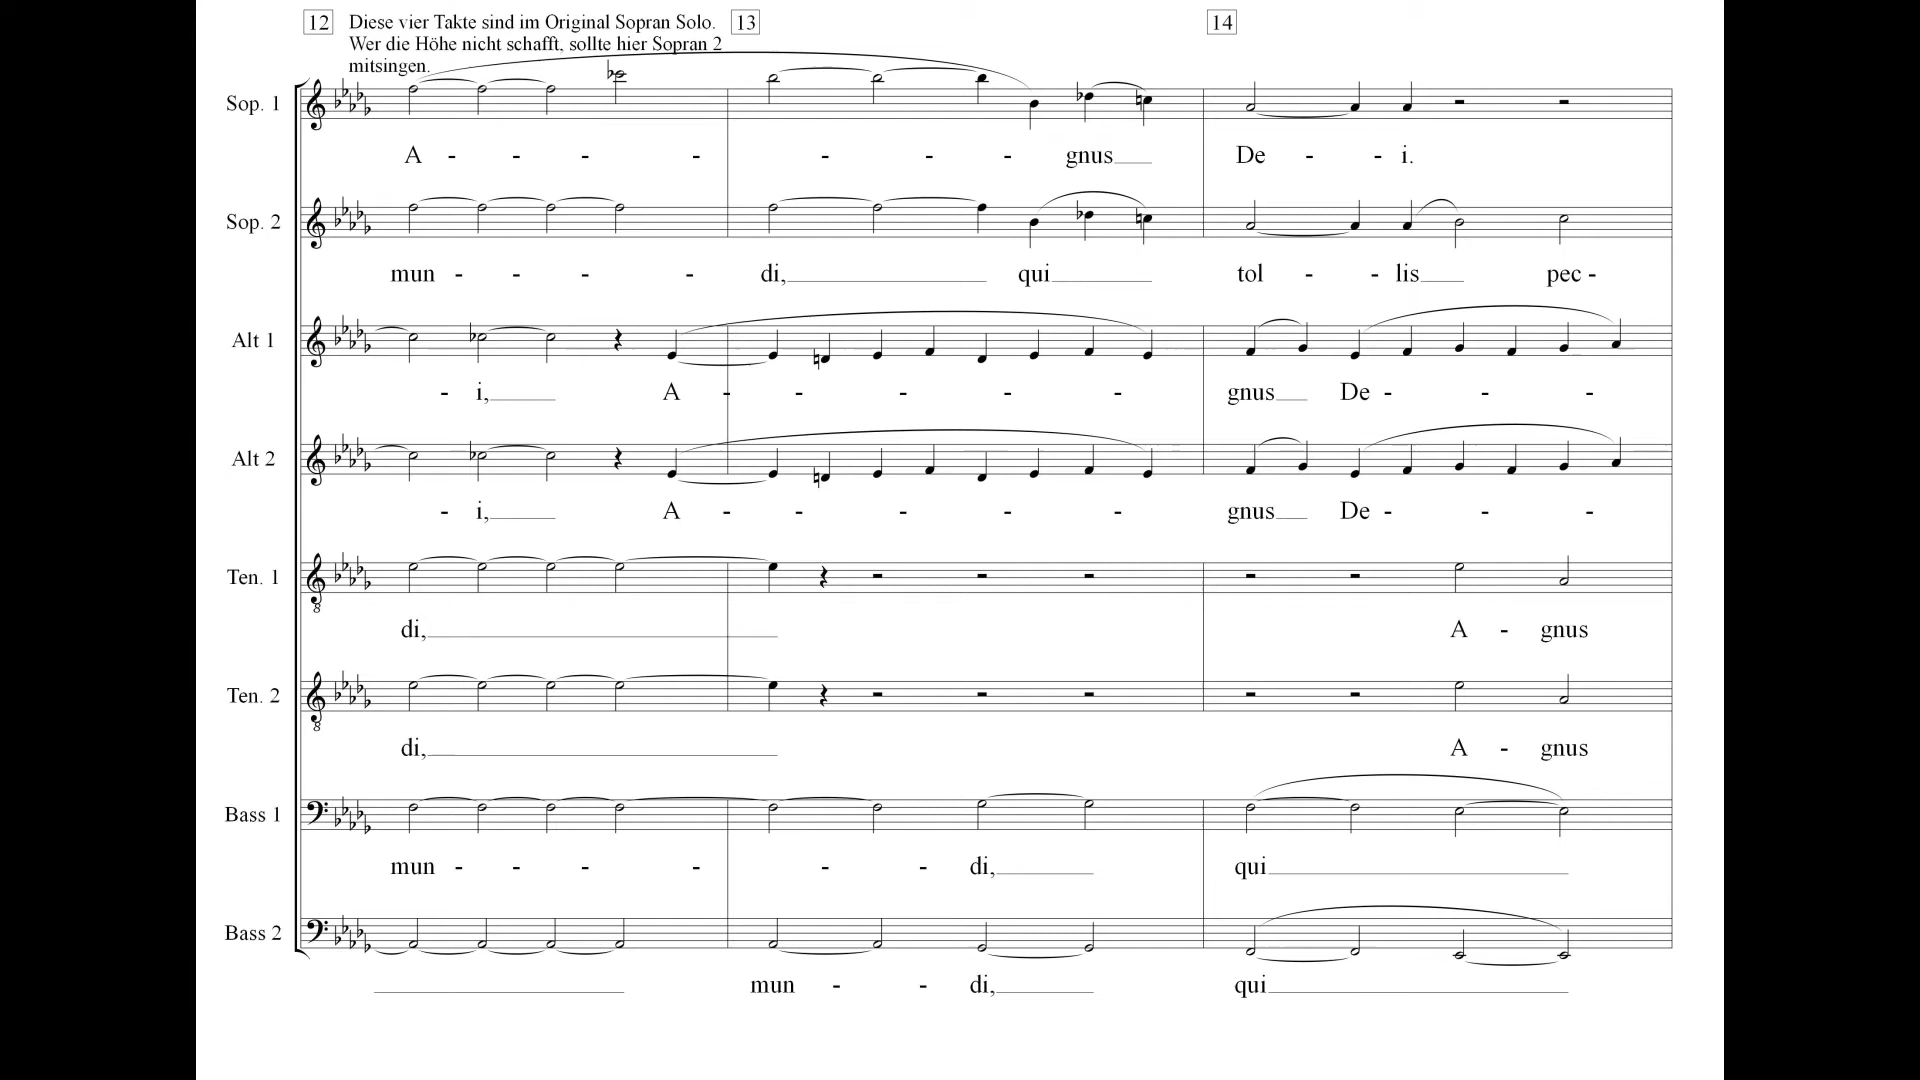 12 Diese vier Takte sind im Original Sopran Solo. 13 14
Wer die Höhe nicht schafft, sollte hier Sopran 2
mitsingen.
Sop. 1
A - - - - - - - gnus De - - i.
Sop. 2
mun - - - - di, qui tol - - lis pec -
Alt 1
- i, A - - - - - gnus De - - -
Alt 2
- i, A - - - - - gnus De - - -
Ten. 1
8
di, A - gnus
Ten. 2
8
di, A - gnus
Bass 1
mun - - - - - - di, qui
Bass 2
mun - - di, qui